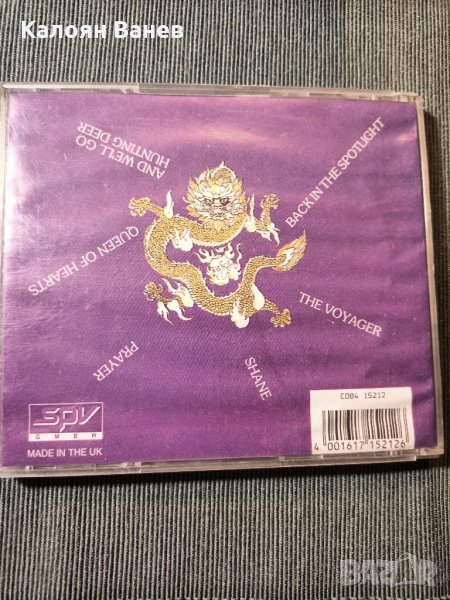 Калоян Ванев
AND WE'LL GO
HUNTING DEER
BACK IN THE SPOTLIGHT
QUEEN OF HEARTS
THE VOYAGER
PRAYER
SHANE
SPV
GMBH
MADE IN THE UK
CD84 15212
4 001617 152126
BAZAR